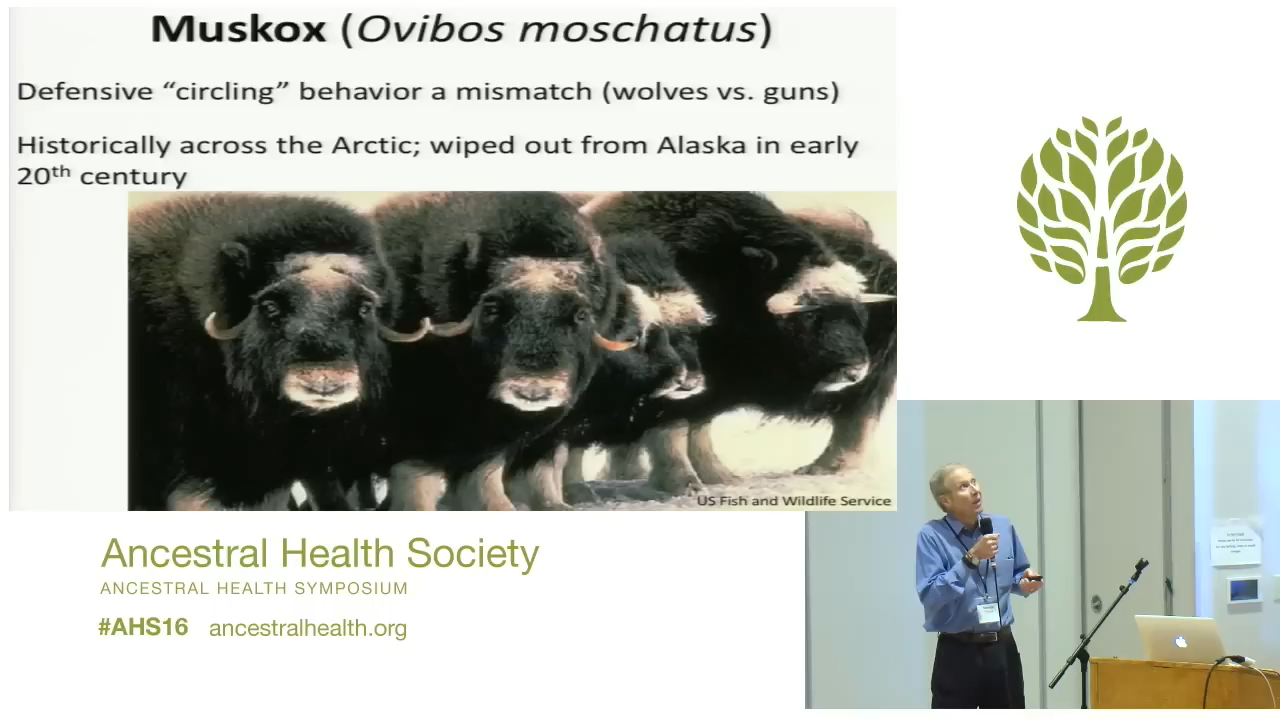 Muskox (Ovibos moschatus)
Defensive “circling” behavior a mismatch (wolves vs. guns)
Historically across the Arctic; wiped out from Alaska in early
20th century
US Fish and Wildlife Service
Ancestral Health Society
ANCESTRAL HEALTH SYMPOSIUM
#AHS16 ancestralhealth.org